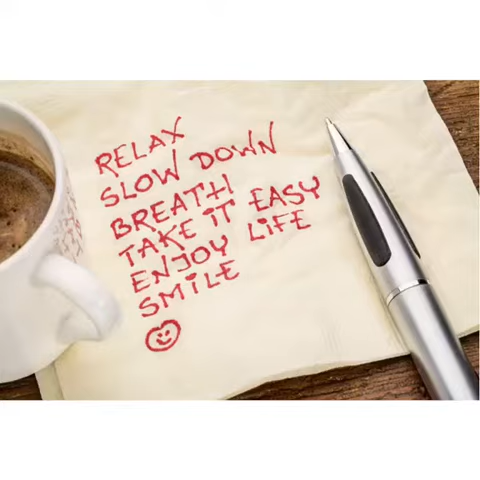 RELAX
SLOW DOWN
BREATH
TAKE IT EASY
ENJOY LiFE
SMILE